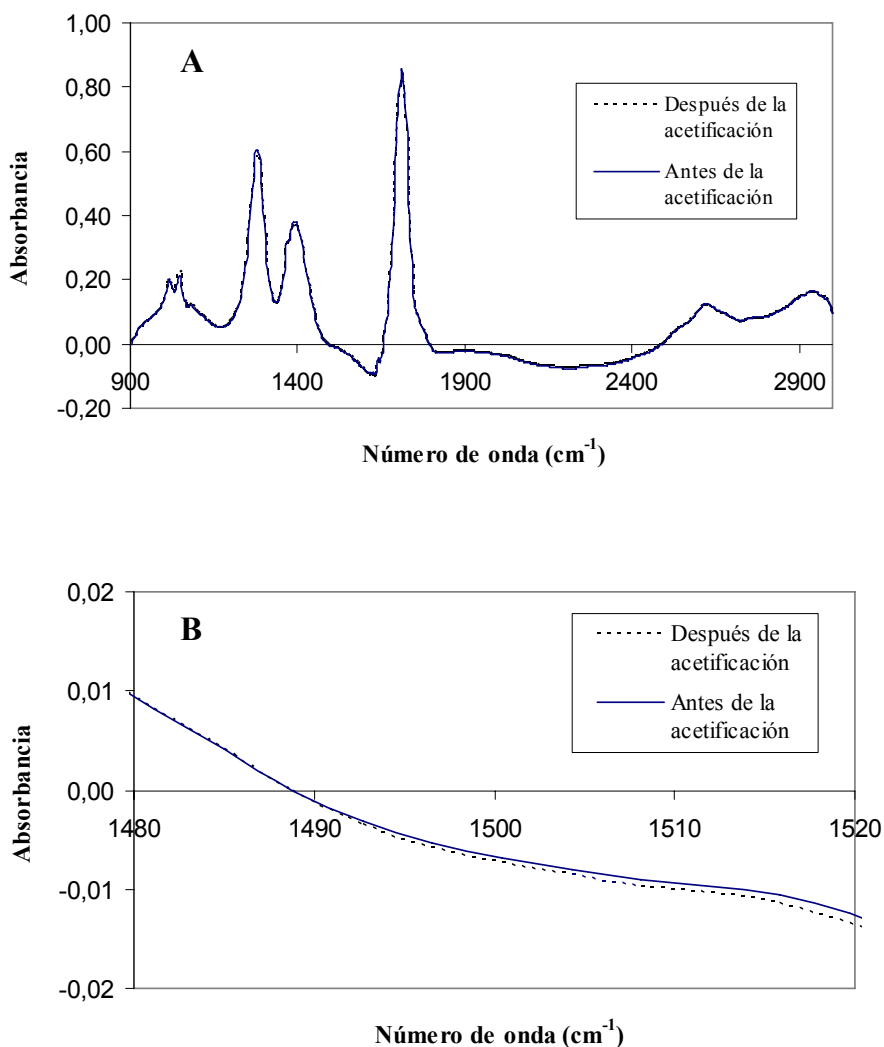 1,00
A
0,80
0,60
0,40
0,20
0,00
-0,20
900
1400
1900
2400
2900
Absorbancia
Número de onda (cm-1)
Después de la
acetificación
Antes de la
acetificación
0,02
B
0,01
0,00
-0,01
-0,02
1480
1490
1500
1510
1520
Absorbancia
Número de onda (cm-1)
Después de la
acetificación
Antes de la
acetificación